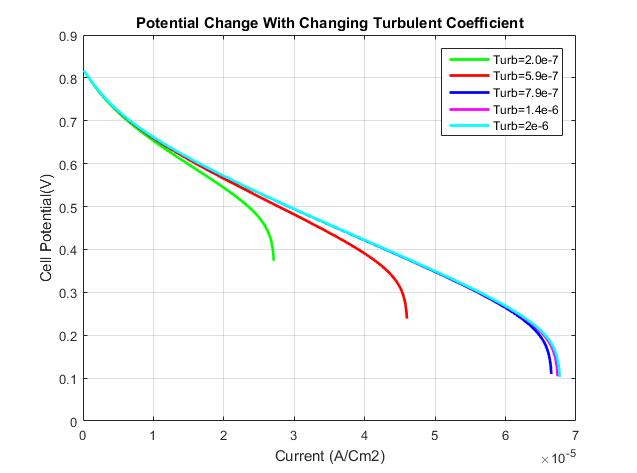 Potential Change With Changing Turbulent Coefficient
0.9
0.8
0.7
0.6
0.5
0.4
0.3
0.2
0.1
0
Cell Potential(V)
Turb=2.0e-7
Turb=5.9e-7
Turb=7.9e-7
Turb=1.4e-6
Turb=2e-6
0 1 2 3 4 5 6 7
Current (A/Cm2)
×10⁻⁵